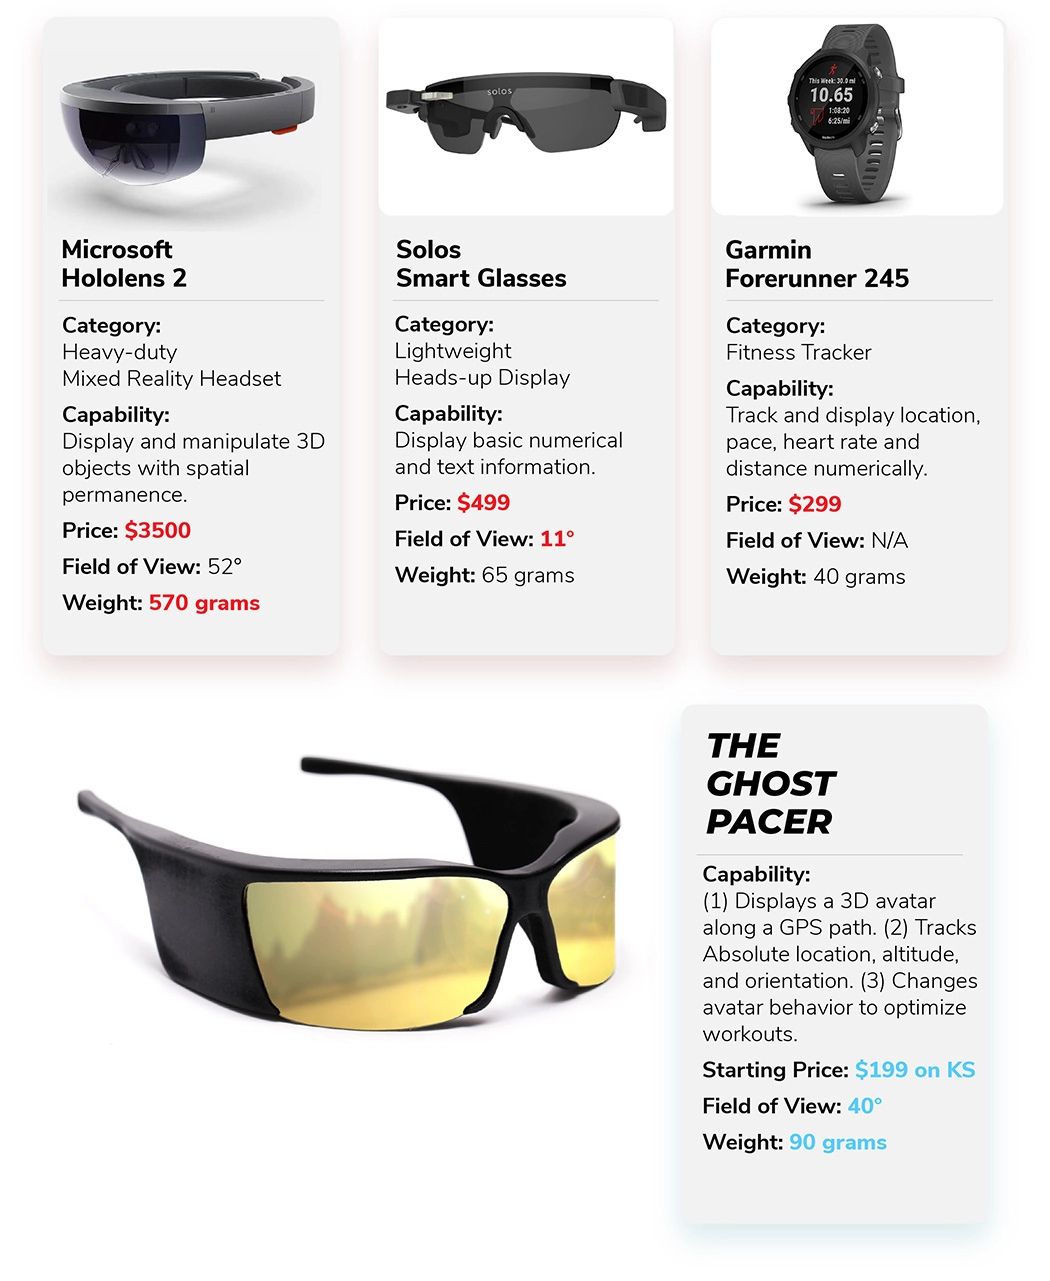 solos
This Week: 30.0 mi
10.65
1:08:20
6:25/mi
Microsoft
Hololens 2
Category:
Heavy-duty
Mixed Reality Headset
Capability:
Display and manipulate 3D
objects with spatial
permanence.
Price: $3500
Field of View: 52°
Weight: 570 grams
Solos
Smart Glasses
Category:
Lightweight
Heads-up Display
Capability:
Display basic numerical
and text information.
Price: $499
Field of View: 11°
Weight: 65 grams
Garmin
Forerunner 245
Category:
Fitness Tracker
Capability:
Track and display location,
pace, heart rate and
distance numerically.
Price: $299
Field of View: N/A
Weight: 40 grams
THE
GHOST
PACER
Capability:
(1) Displays a 3D avatar
along a GPS path. (2) Tracks
Absolute location, altitude,
and orientation. (3) Changes
avatar behavior to optimize
workouts.
Starting Price: $199 on KS
Field of View: 40°
Weight: 90 grams